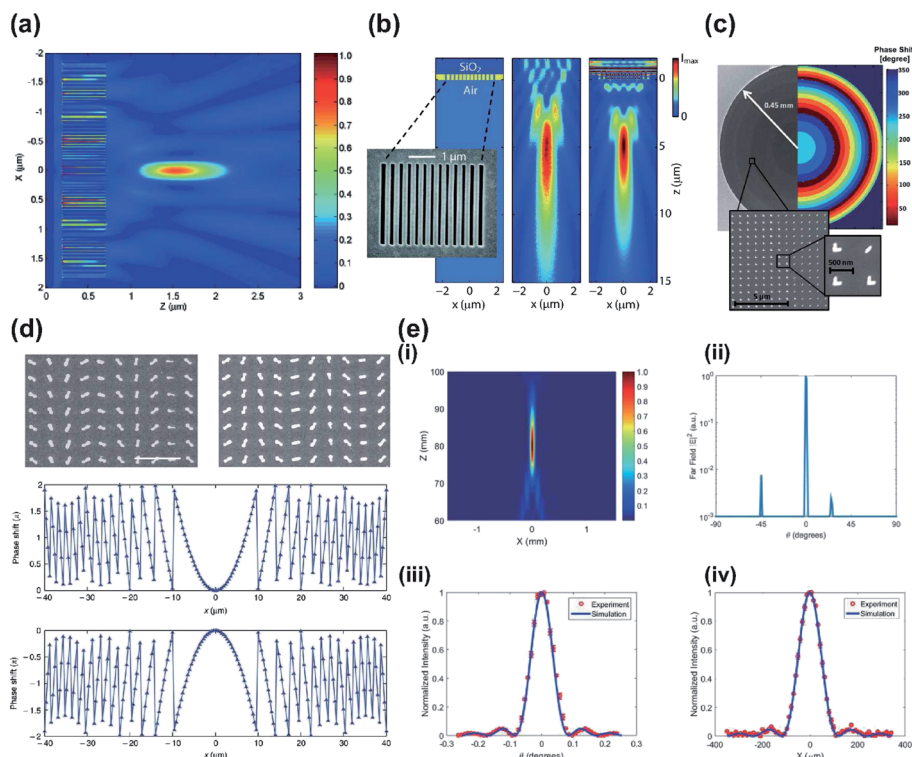 (a)
-2
-1.5
-1
-0.5
0
0.5
1
1.5
2
X (µm)
0 0.5 1 1.5 2 2.5 3
Z (µm)
1.0
0.9
0.8
0.7
0.6
0.5
0.4
0.3
0.2
0.1
0
(b)
SiO2
Air
1 µm
Imax
0
0
5
10
15
z (µm)
-2 0 2
x (µm)
-2 0 2
x (µm)
-2 0 2
x (µm)
(c)
Phase Shift
[degree]
350
300
250
200
150
100
50
0.45 mm
500 nm
5 µm
(d)
2
1.5
1
0.5
0
Phase shift (π)
-40 -30 -20 -10 0 10 20 30 40
x (µm)
0
-0.5
-1
-1.5
-2
Phase shift (π)
-40 -30 -20 -10 0 10 20 30 40
x (µm)
(e)
(i)
100
90
80
70
60
Z (mm)
-1 0 1
X (mm)
1.0
0.9
0.8
0.7
0.6
0.5
0.4
0.3
0.2
0.1
(ii)
10^0
10^-1
10^-2
10^-3
Far Field |E|^2 (a.u.)
-90 -45 0 45 90
θ (degrees)
(iii)
1
0.8
0.6
0.4
0.2
0
Normalized Intensity (a.u.)
Experiment
Simulation
-0.3 -0.2 -0.1 0 0.1 0.2 0.3
θ (degrees)
(iv)
1
0.8
0.6
0.4
0.2
0
Normalized Intensity (a.u.)
Experiment
Simulation
-400 -200 0 200 400
X (µm)